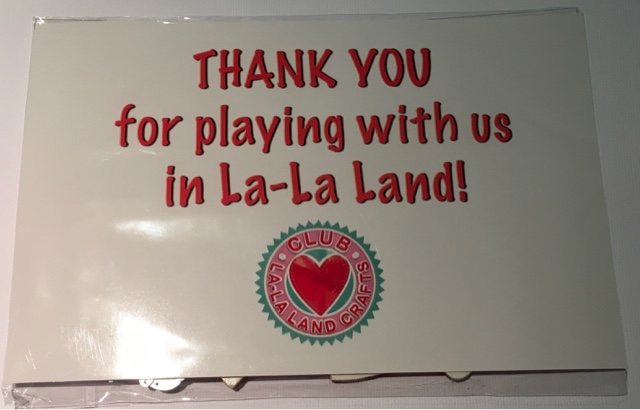 THANK YOU
for playing with us
in La-La Land!
CLUB
LA-LA LAND CRAFTS